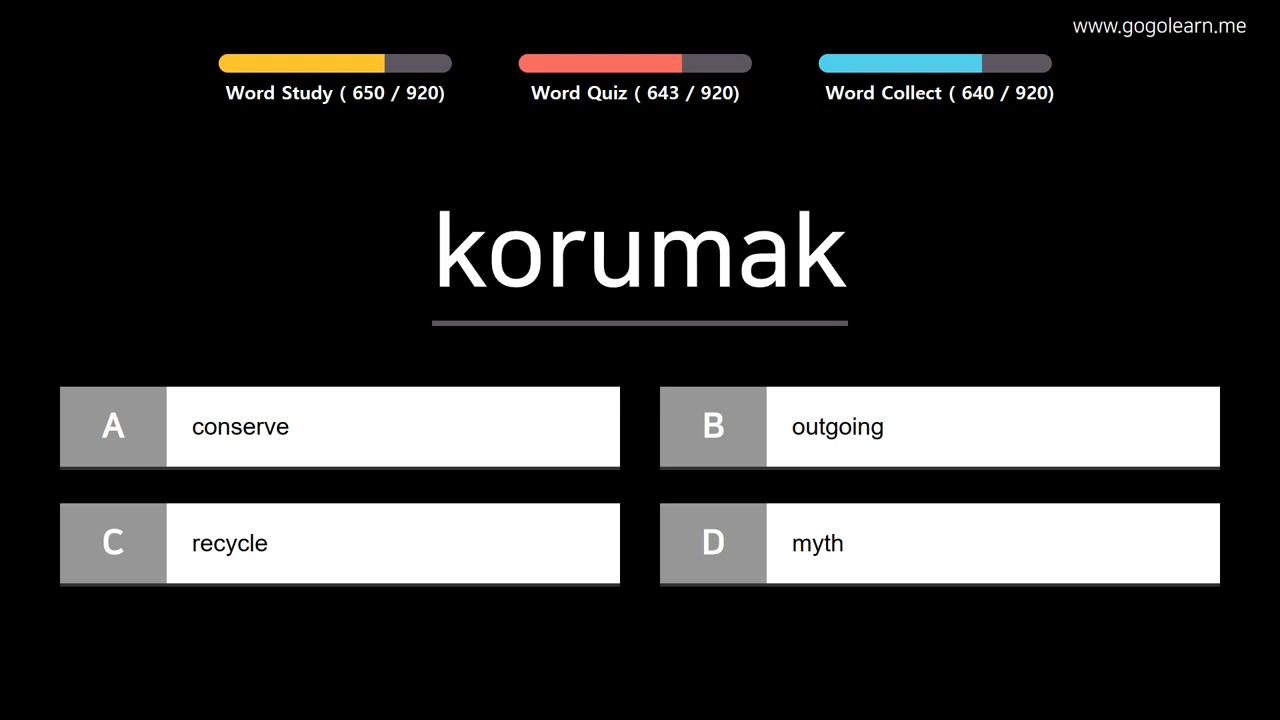 www.gogolearn.me
Word Study ( 650 / 920)
Word Quiz ( 643 / 920)
Word Collect ( 640 / 920)
korumak
A conserve
B outgoing
C recycle
D myth